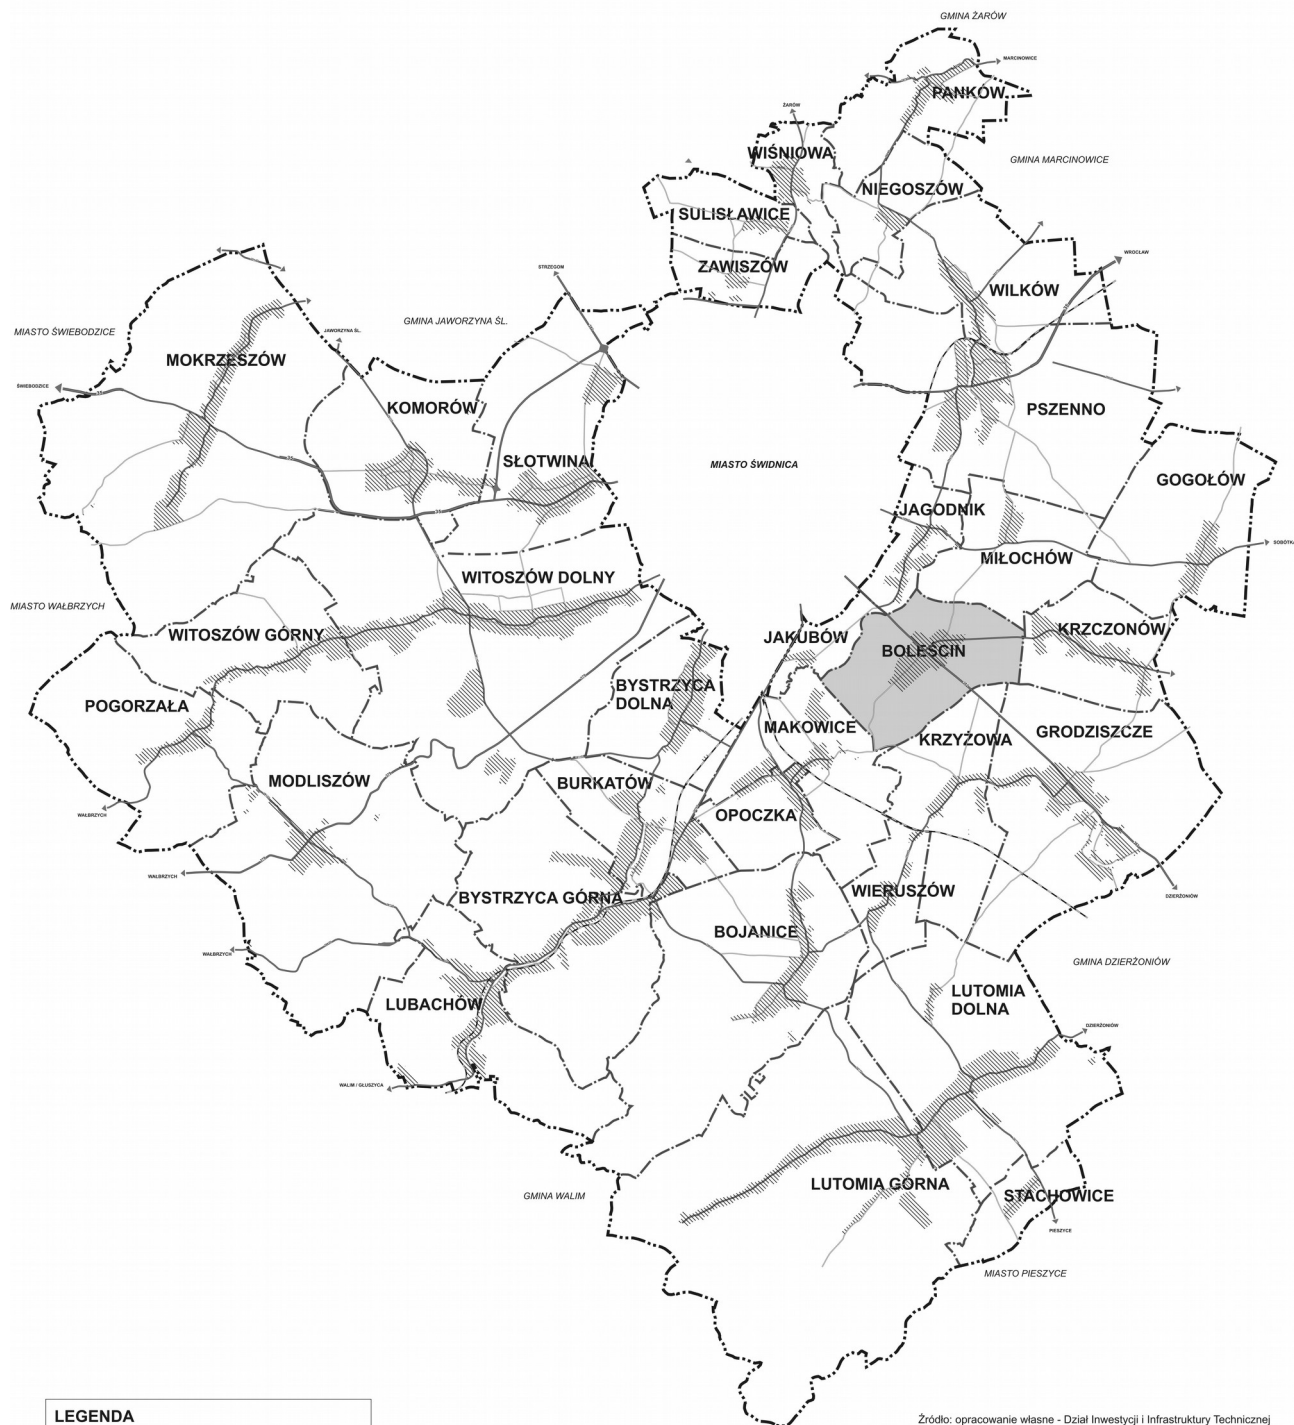 GMINA ŻARÓW
MARCINOWICE
PANKÓW
ŻARÓW
WIŚNIOWA
GMINA MARCINOWICE
NIEGOSZÓW
SULISŁAWICE
ZAWISZÓW
WROCŁAW
STRZEGOM
WILKÓW
GMINA JAWORZYNA ŚL.
MIASTO ŚWIEBODZICE
JAWORZYNA ŚL.
MOKRZESZÓW
ŚWIEBODZICE
KOMORÓW
PSZENNO
SŁOTWINA
MIASTO ŚWIDNICA
GOGOŁÓW
JAGODNIK
SOBÓTKA
MIŁOCHÓW
WITOSZÓW DOLNY
MIASTO WAŁBRZYCH
WITOSZÓW GÓRNY
JAKUBÓW
KRZCZONÓW
BOLEŚCIN
BYSTRZYCA
DOLNA
POGORZAŁA
MAKOWICE
KRZYŻOWA
GRODZISZCZE
MODLISZÓW
BURKATÓW
OPOCZKA
WAŁBRZYCH
WAŁBRZYCH
WIERUSZÓW
BYSTRZYCA GÓRNA
DZIERŻONIÓW
BOJANICE
WAŁBRZYCH
GMINA DZIERŻONIÓW
LUTOMIA
DOLNA
LUBACHÓW
DZIERŻONIÓW
WALIM / GŁUSZYCA
LUTOMIA GÓRNA
GMINA WALIM
STACHOWICE
PIESZYCE
MIASTO PIESZYCE
LEGENDA
Źródło: opracowanie własne - Dział Inwestycji i Infrastruktury Technicznej